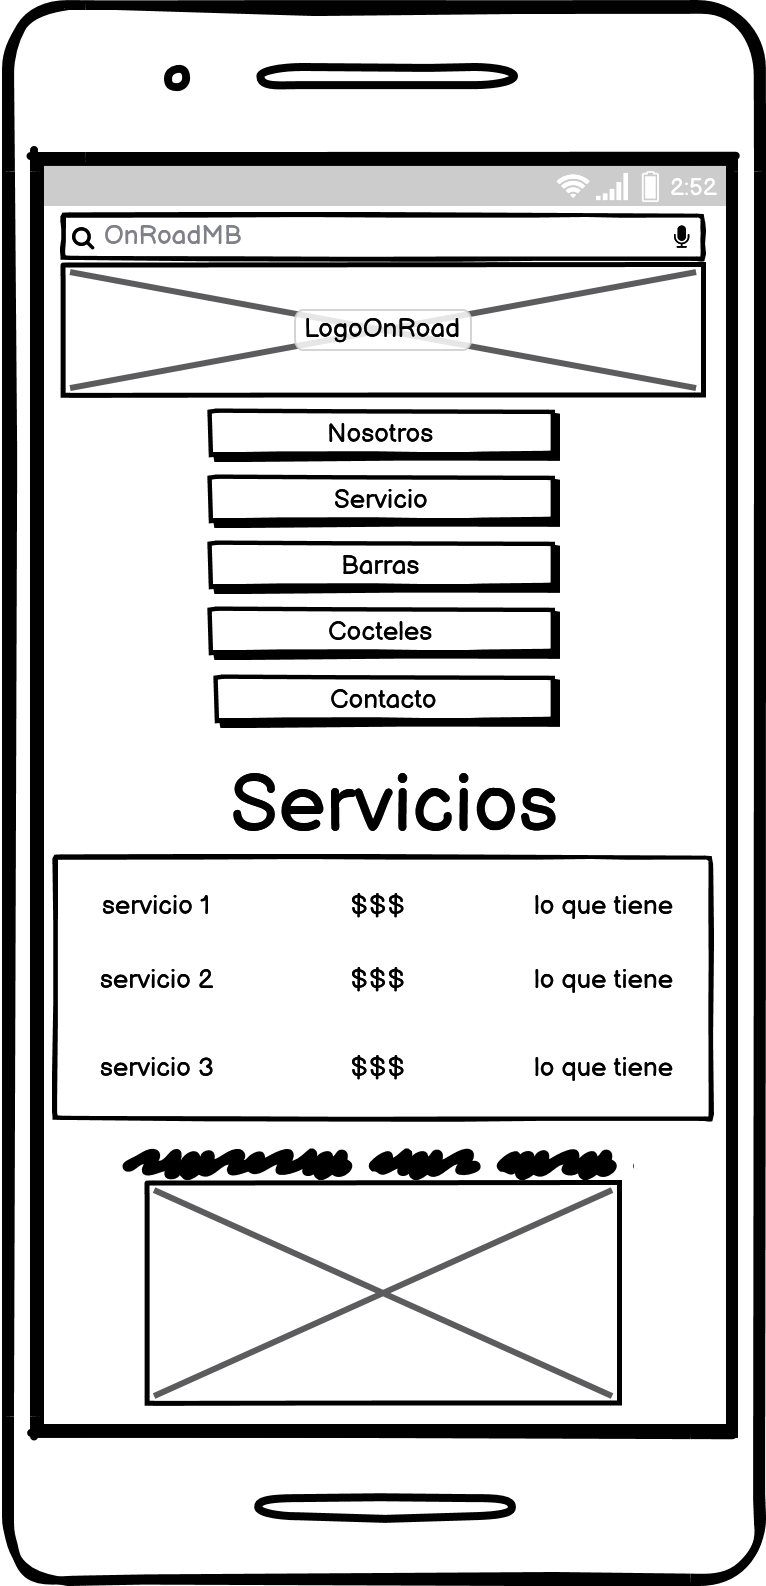 2:52
OnRoadMB
LogoOnRoad
Nosotros
Servicio
Barras
Cocteles
Contacto
Servicios
servicio 1 $$$ lo que tiene
servicio 2 $$$ lo que tiene
servicio 3 $$$ lo que tiene